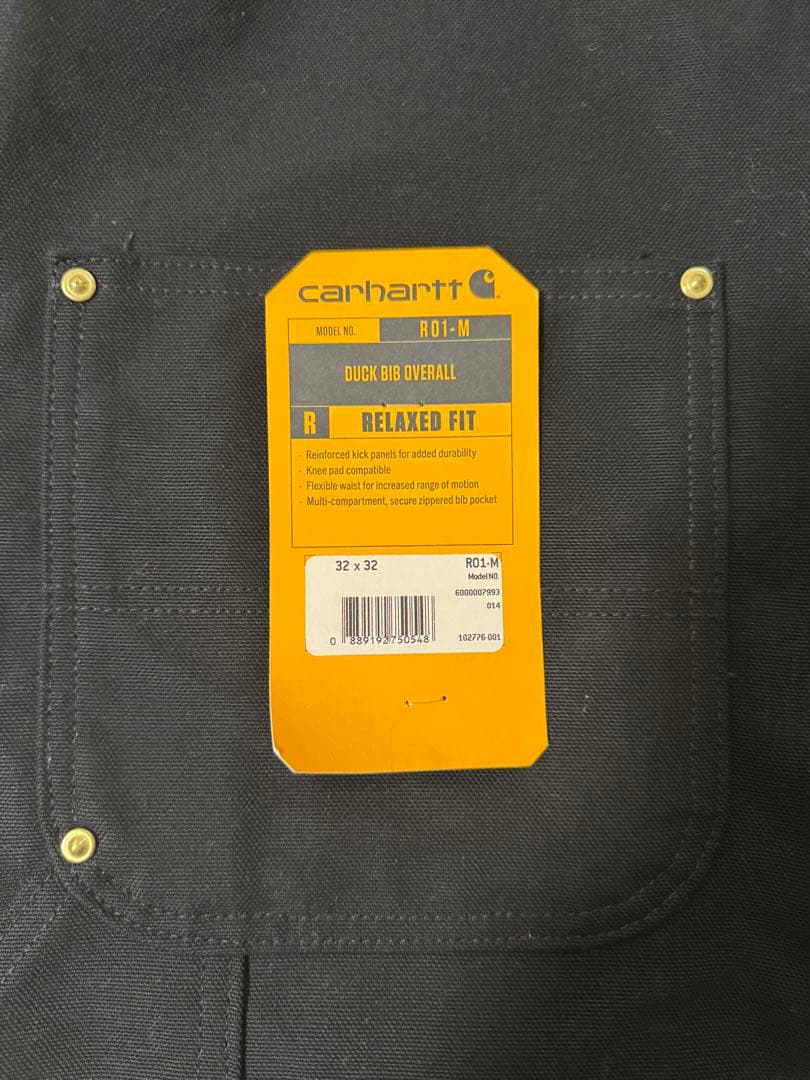 carhartt
MODEL NO. R01-M
DUCK BIB OVERALL
R RELAXED FIT
· Reinforced kick panels for added durability
· Knee pad compatible
· Flexible waist for increased range of motion
· Multi-compartment, secure zippered bib pocket
32 x 32 R01-M
Model NO.
6000007993
014
0 889192 750548 102776-001